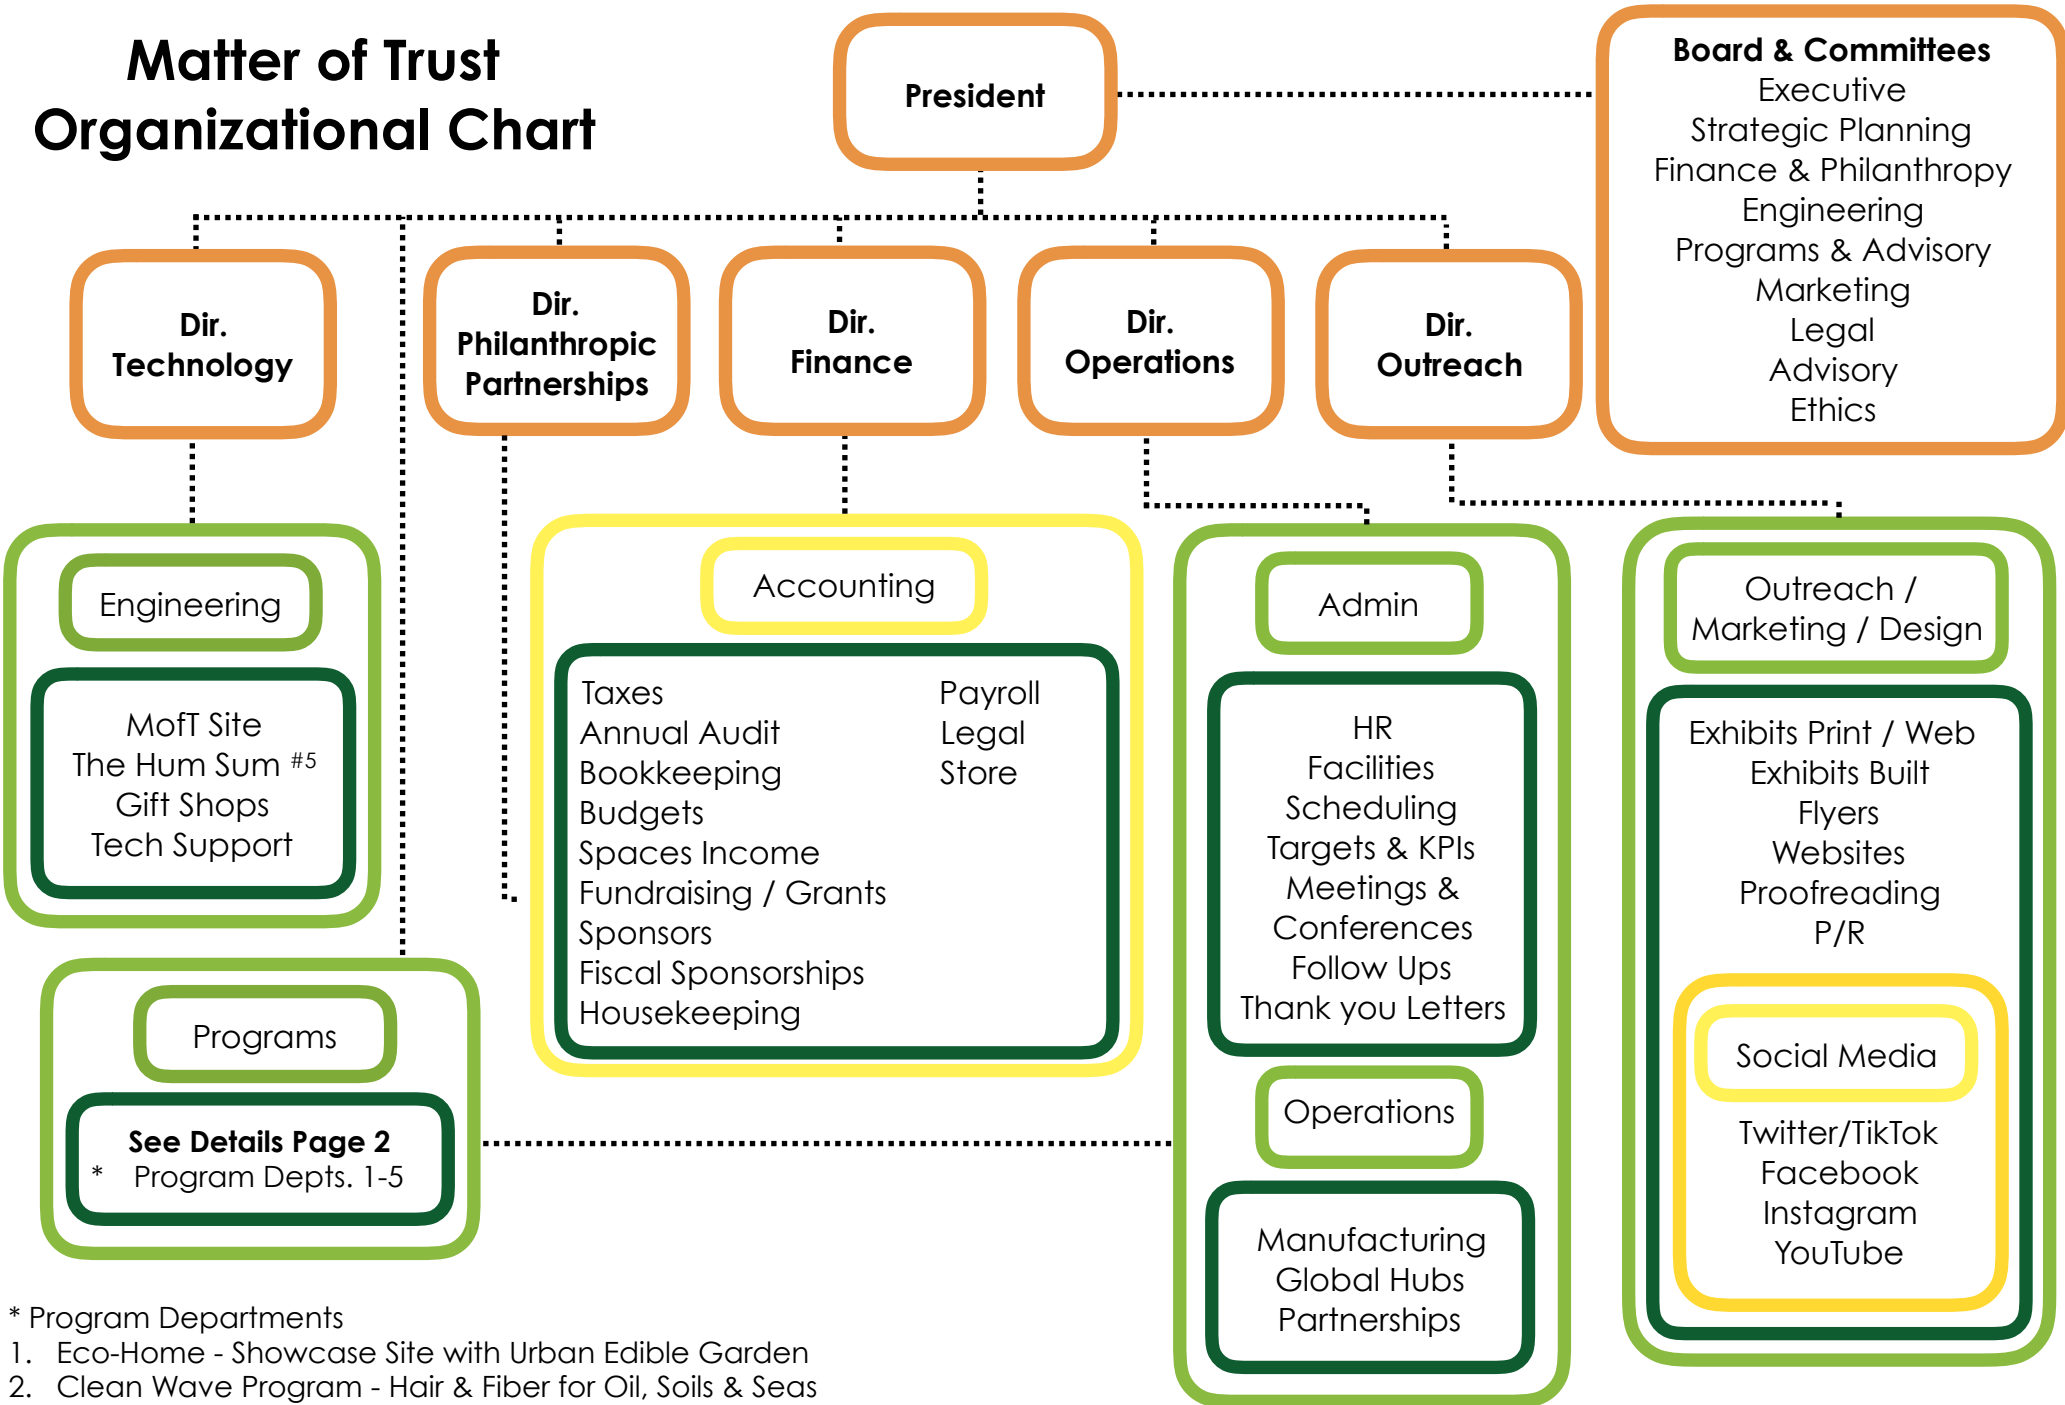 Matter of Trust
Organizational Chart
President
Board & Committees
Executive
Strategic Planning
Finance & Philanthropy
Engineering
Programs & Advisory
Marketing
Legal
Advisory
Ethics
Dir.
Technology
Dir.
Philanthropic
Partnerships
Dir.
Finance
Dir.
Operations
Dir.
Outreach
Engineering
MofT Site
The Hum Sum #5
Gift Shops
Tech Support
Programs
See Details Page 2
* Program Depts. 1-5
Accounting
Taxes
Annual Audit
Bookkeeping
Budgets
Spaces Income
Fundraising / Grants
Sponsors
Fiscal Sponsorships
Housekeeping
Payroll
Legal
Store
Admin
HR
Facilities
Scheduling
Targets & KPIs
Meetings &
Conferences
Follow Ups
Thank you Letters
Operations
Manufacturing
Global Hubs
Partnerships
Outreach /
Marketing / Design
Exhibits Print / Web
Exhibits Built
Flyers
Websites
Proofreading
P/R
Social Media
Twitter/TikTok
Facebook
Instagram
YouTube
* Program Departments
1. Eco-Home - Showcase Site with Urban Edible Garden
2. Clean Wave Program - Hair & Fiber for Oil, Soils & Seas